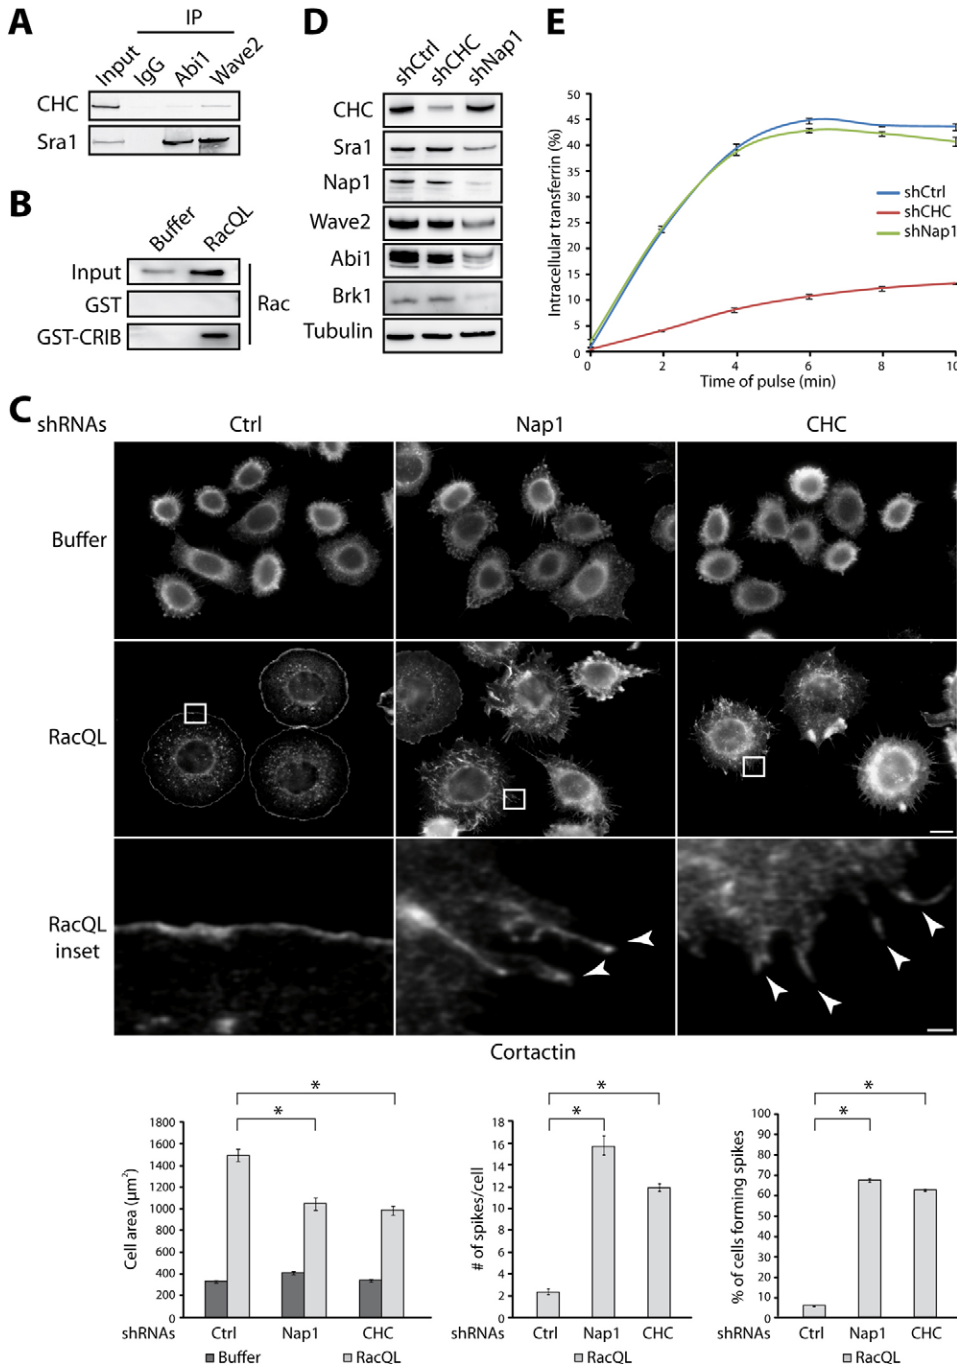 A
IP
Input
IgG
Abi1
Wave2
CHC
Sra1
B
Buffer
RacQL
Input
GST
GST-CRIB
Rac
D
shCtrl
shCHC
shNap1
CHC
Sra1
Nap1
Wave2
Abi1
Brk1
Tubulin
E
Intracellular transferrin (%)
50
45
40
35
30
25
20
15
10
5
0
0 2 4 6 8 10
Time of pulse (min)
shCtrl
shCHC
shNap1
C
shRNAs Ctrl Nap1 CHC
Buffer
RacQL
RacQL
inset
Cortactin
Cell area (µm²)
1800
1600
1400
1200
1000
800
600
400
200
0
* *
shRNAs Ctrl Nap1 CHC
Buffer RacQL
# of spikes/cell
18
16
14
12
10
8
6
4
2
0
* *
shRNAs Ctrl Nap1 CHC
RacQL
% of cells forming spikes
100
90
80
70
60
50
40
30
20
10
0
* *
shRNAs Ctrl Nap1 CHC
RacQL